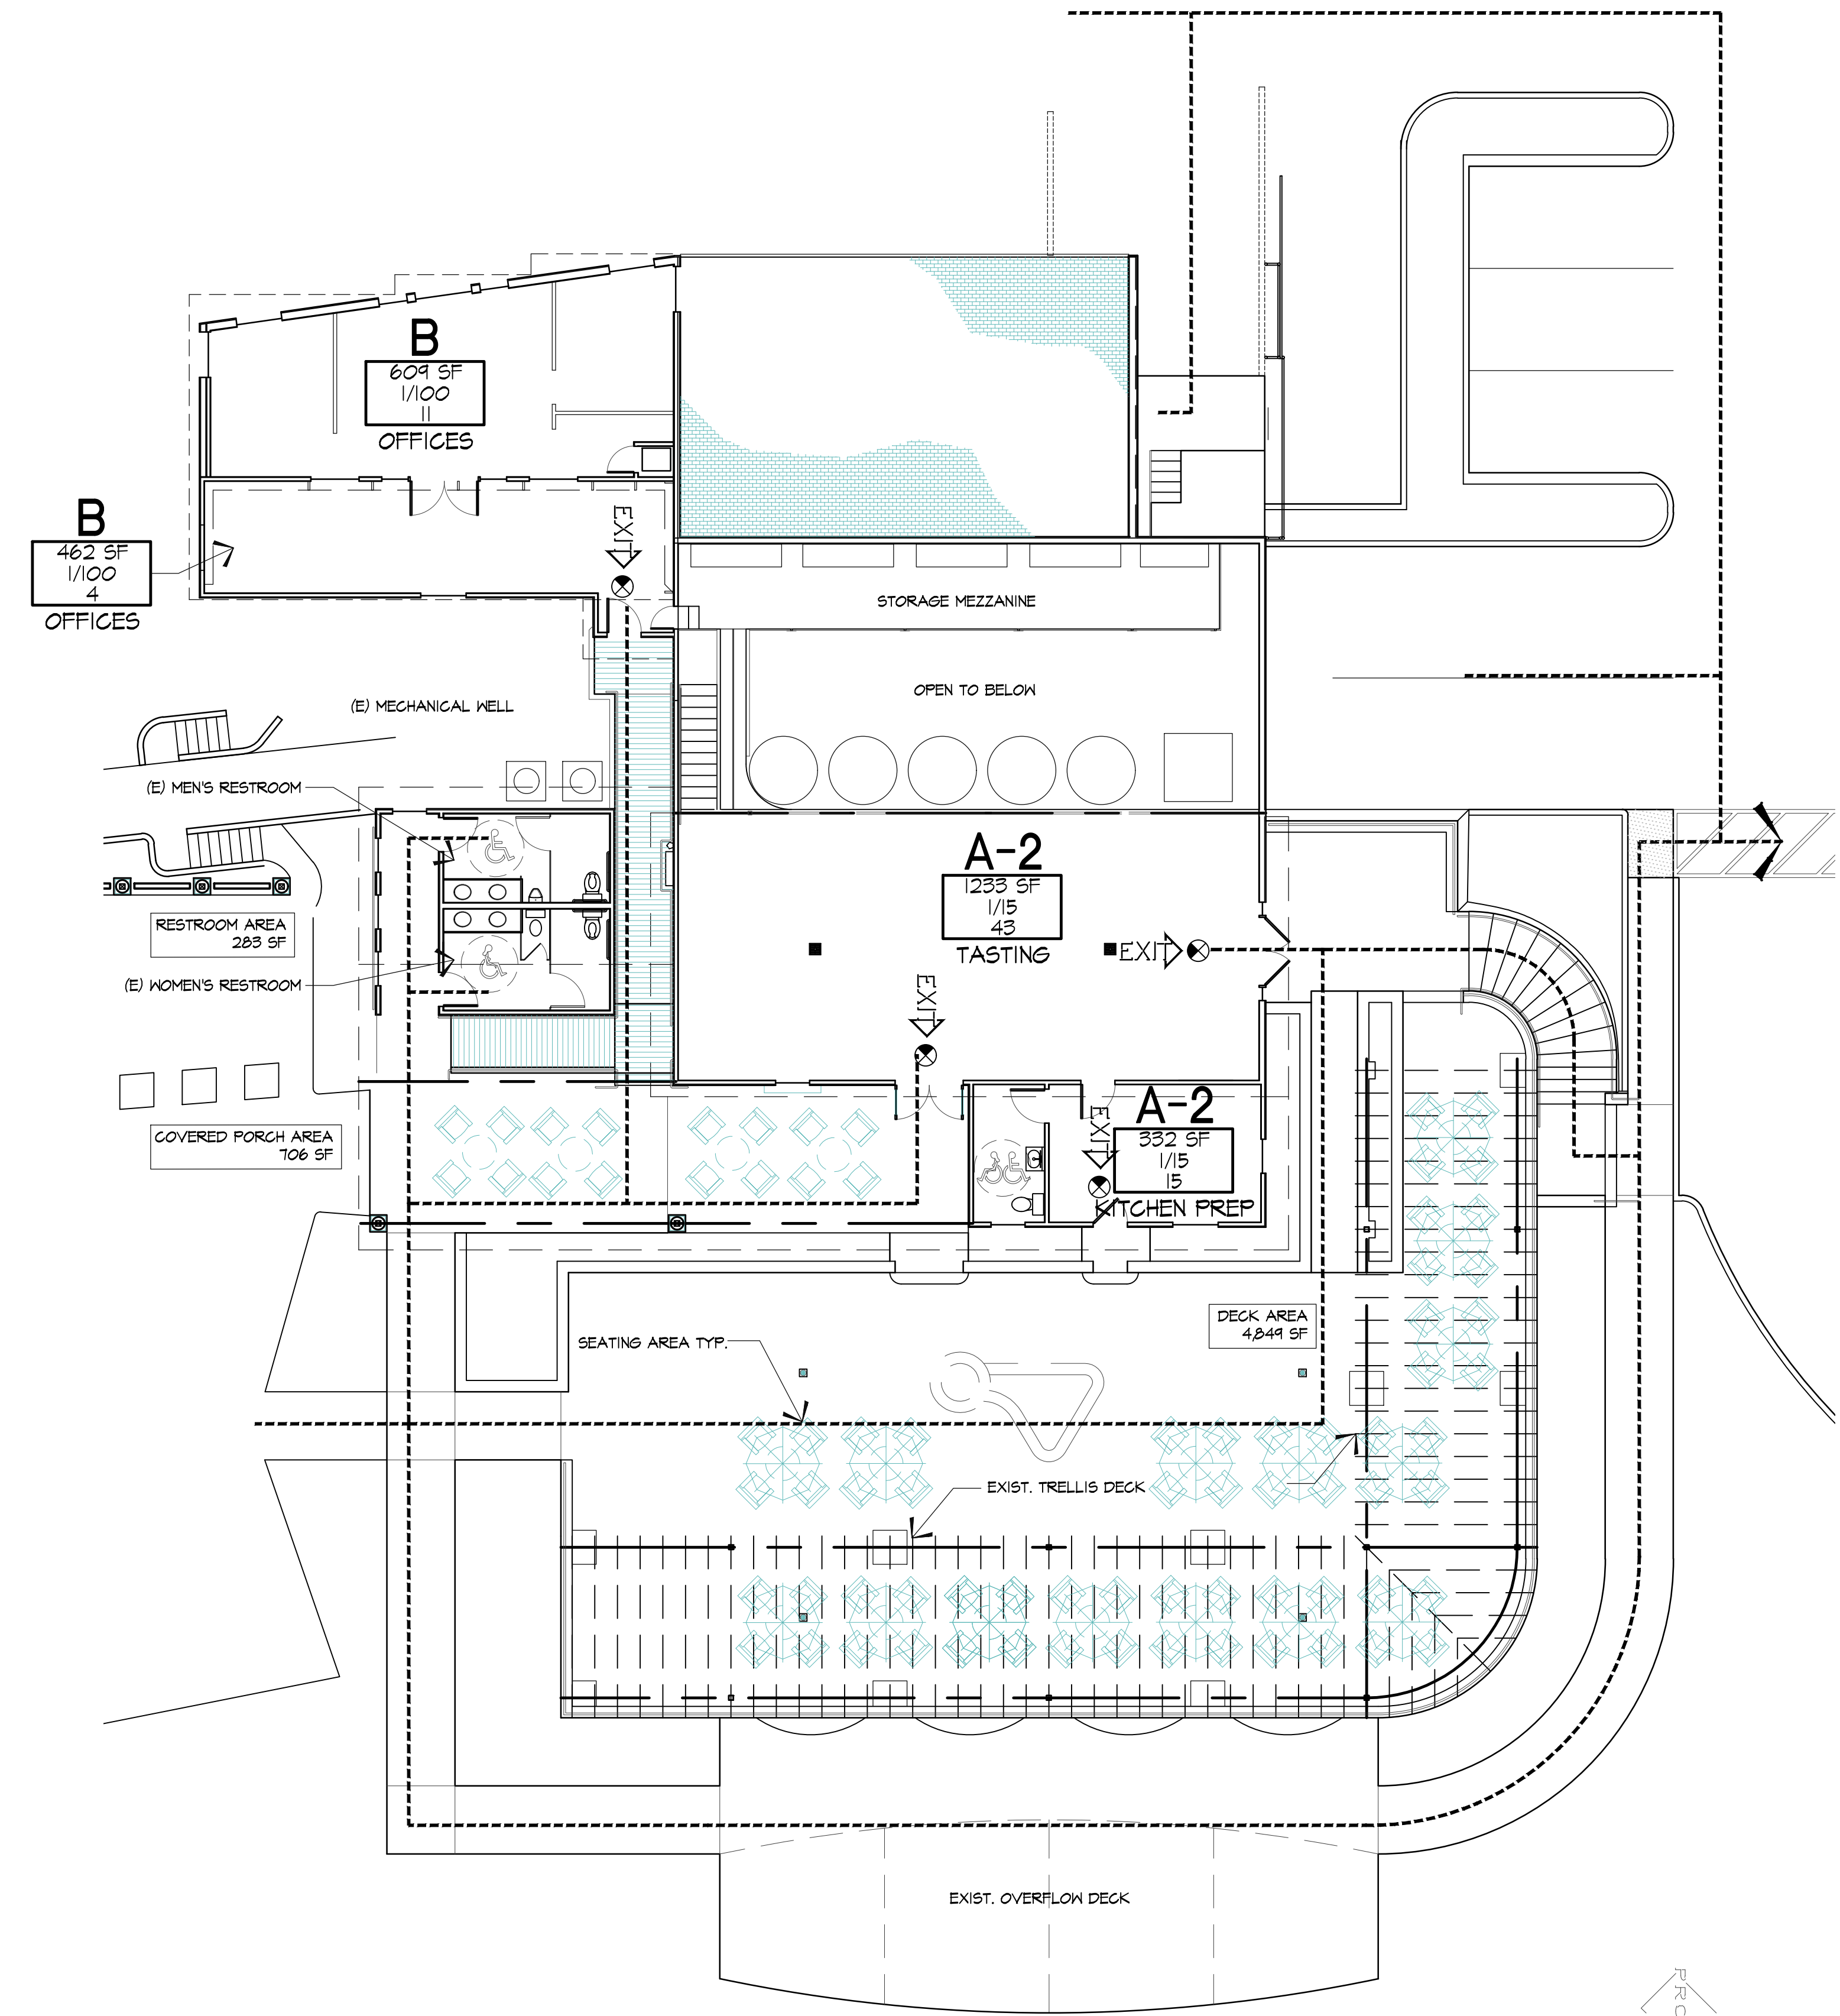 B
609 SF
1/100
11
OFFICES
B
462 SF
1/100
4
OFFICES
EXIT
STORAGE MEZZANINE
OPEN TO BELOW
(E) MECHANICAL WELL
(E) MEN'S RESTROOM
A-2
1233 SF
1/15
43
TASTING
EXIT
EXIT
RESTROOM AREA
283 SF
(E) WOMEN'S RESTROOM
A-2
332 SF
1/15
15
KITCHEN PREP
EXIT
COVERED PORCH AREA
706 SF
DECK AREA
4,849 SF
SEATING AREA TYP.
EXIST. TRELLIS DECK
EXIST. OVERFLOW DECK